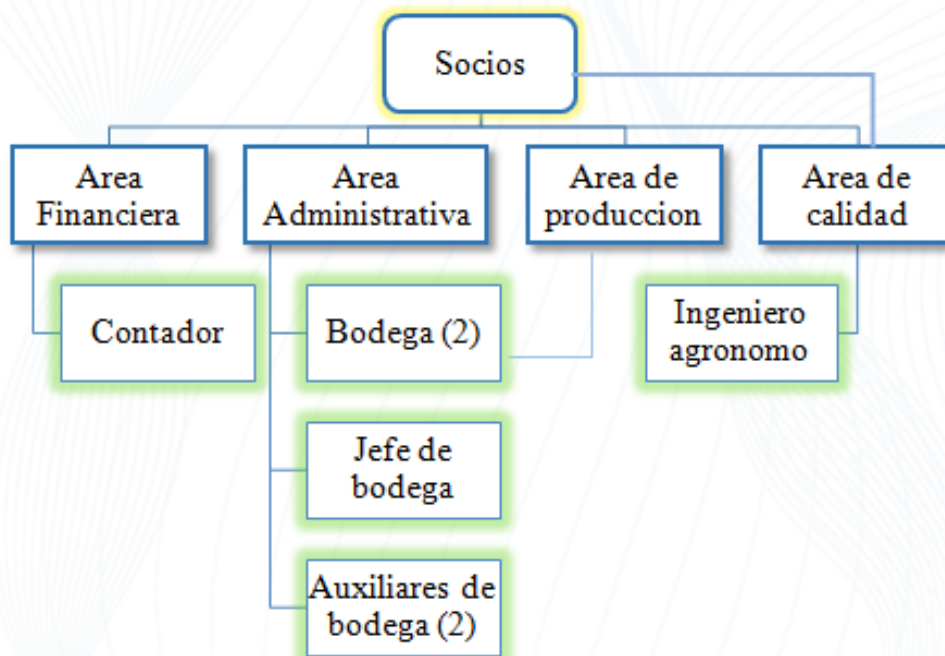 Socios
Area
Financiera
Area
Administrativa
Area de
produccion
Area de
calidad
Contador
Bodega (2)
Ingeniero
agronomo
Jefe de
bodega
Auxiliares de
bodega (2)